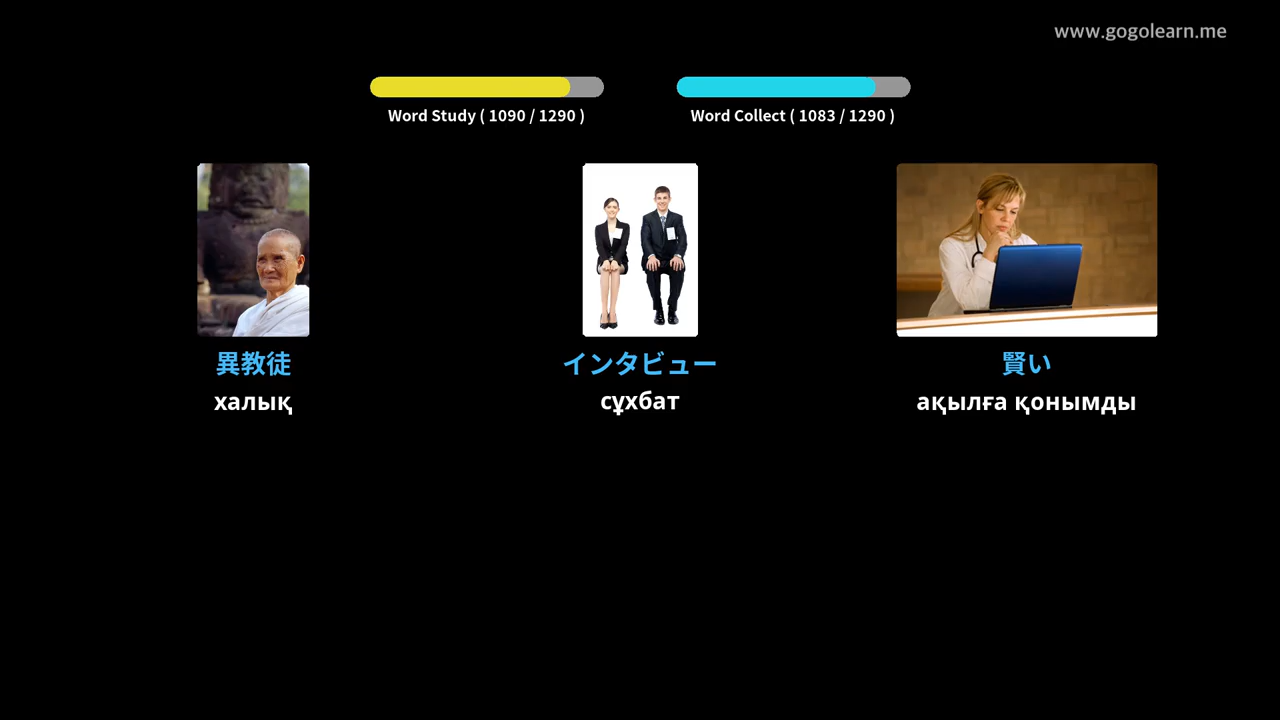 www.gogolearn.me
Word Study ( 1090 / 1290 )
Word Collect ( 1083 / 1290 )
異教徒
インタビュー
賢い
халық
сұхбат
ақылға қонымды